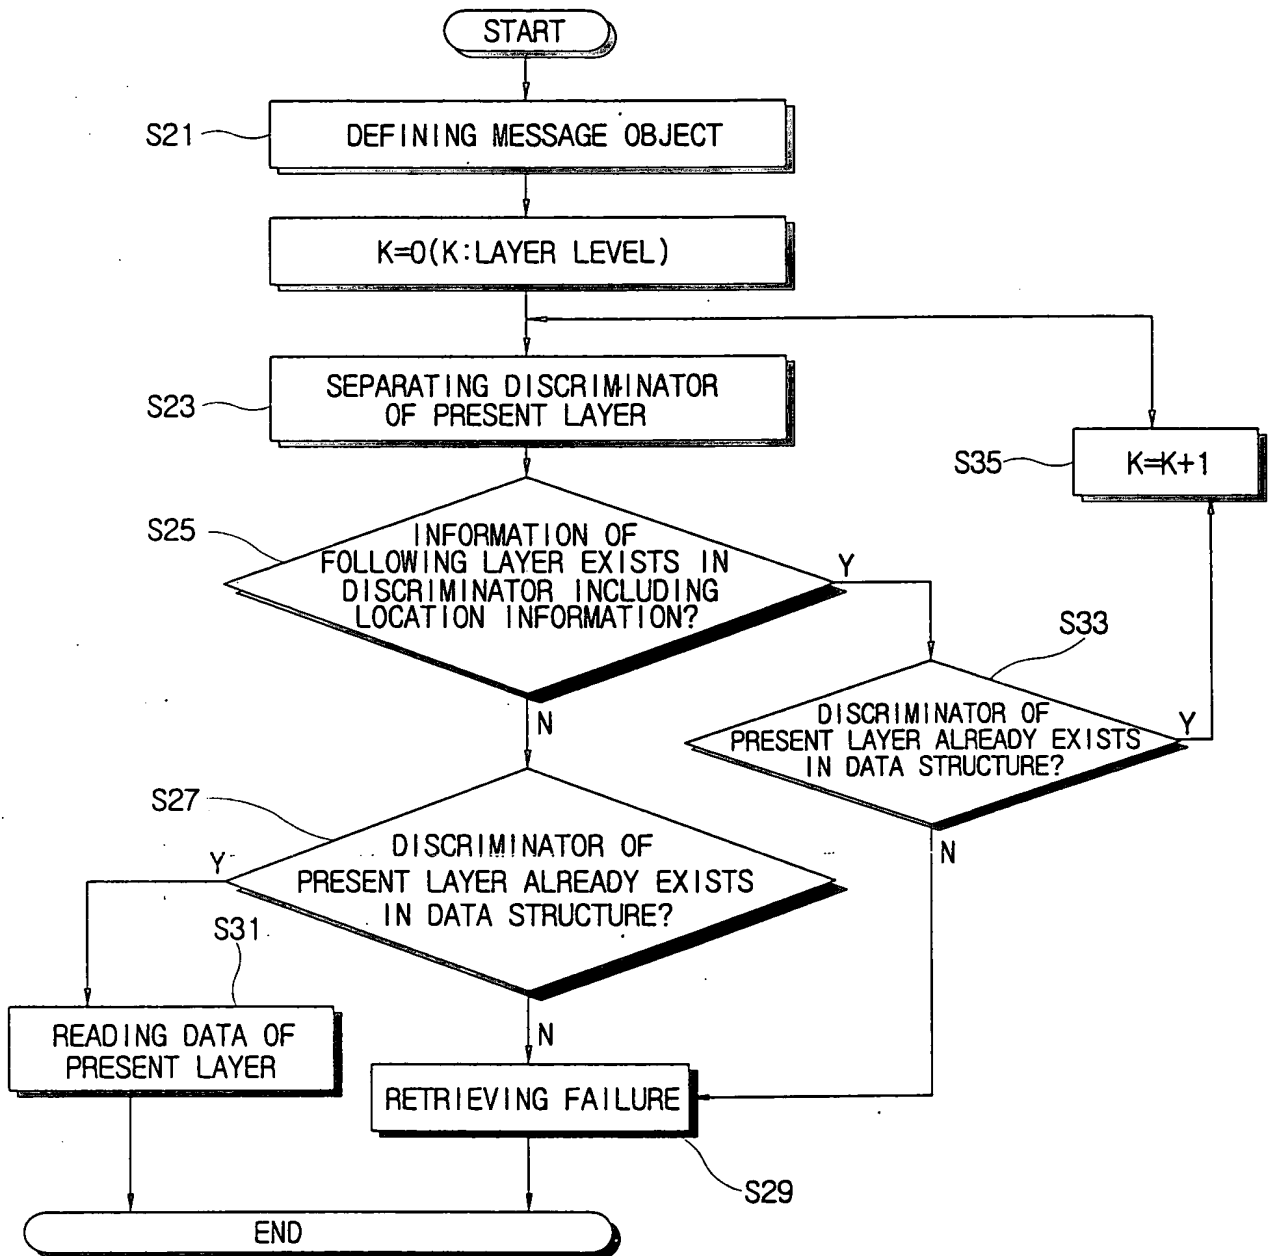 START
S21
DEFINING MESSAGE OBJECT
K=0(K:LAYER LEVEL)
S23
SEPARATING DISCRIMINATOR
OF PRESENT LAYER
S35
K=K+1
S25
INFORMATION OF
FOLLOWING LAYER EXISTS IN
DISCRIMINATOR INCLUDING
LOCATION INFORMATION?
Y
N
S33
DISCRIMINATOR OF
PRESENT LAYER ALREADY EXISTS
IN DATA STRUCTURE?
Y
N
S27
DISCRIMINATOR OF
PRESENT LAYER ALREADY EXISTS
IN DATA STRUCTURE?
Y
N
S31
READING DATA OF
PRESENT LAYER
RETRIEVING FAILURE
S29
END